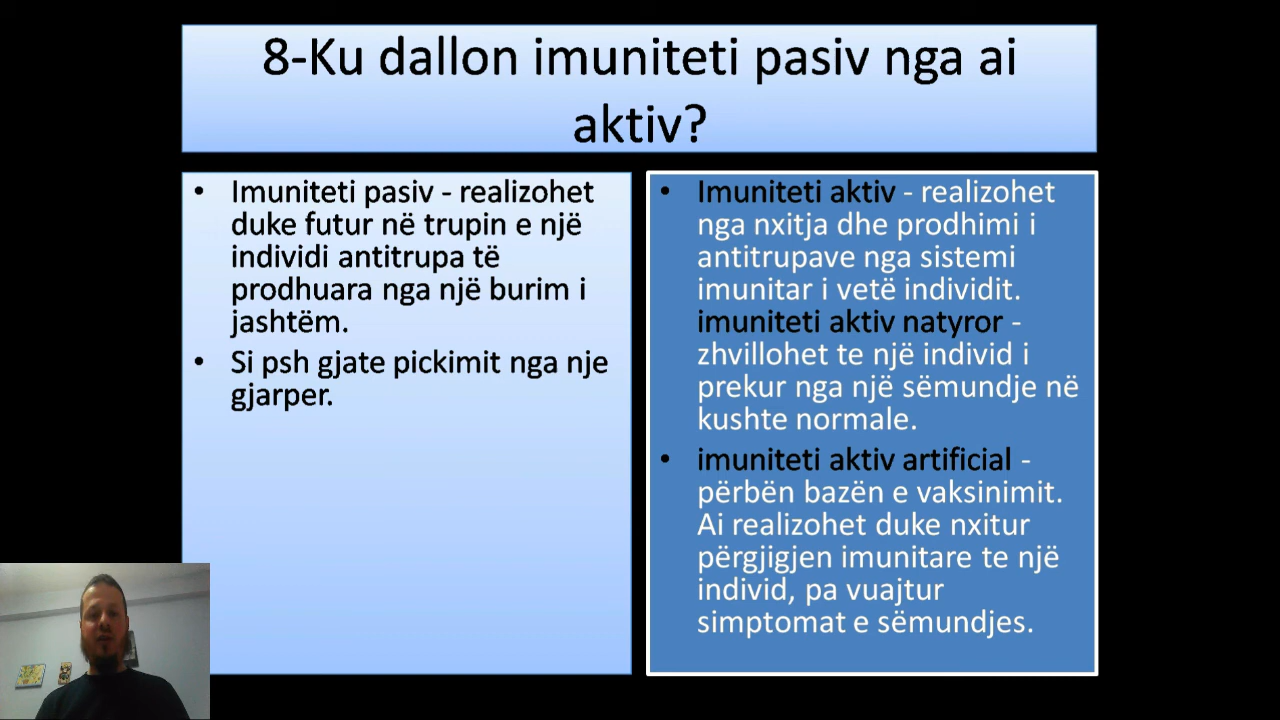 8-Ku dallon imuniteti pasiv nga ai
aktiv?
• Imuniteti pasiv - realizohet
duke futur në trupin e një
individi antitrupa të
prodhuara nga një burim i
jashtëm.
• Si psh gjate pickimit nga nje
gjarper.
• Imuniteti aktiv - realizohet
nga nxitja dhe prodhimi i
antitrupave nga sistemi
imunitar i vetë individit.
imuniteti aktiv natyror -
zhvillohet te një individ i
prekur nga një sëmundje në
kushte normale.
• imuniteti aktiv artificial -
përbën bazën e vaksinimit.
Ai realizohet duke nxitur
përgjigjen imunitare te një
individ, pa vuajtur
simptomat e sëmundjes.